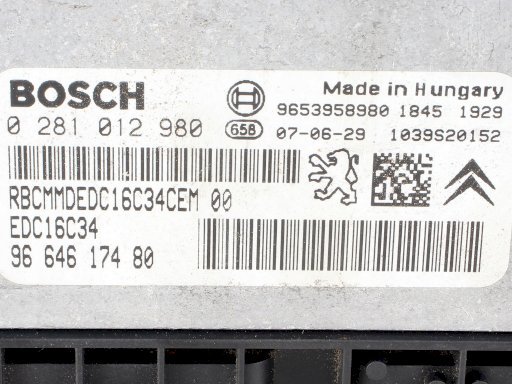 BOSCH
Made in Hungary
9653958980 1845 1929
0 281 012 980
658 07-06-29 1039S20152
RBCMMDEDC16C34CEM 00
EDC16C34
96 646 174 80